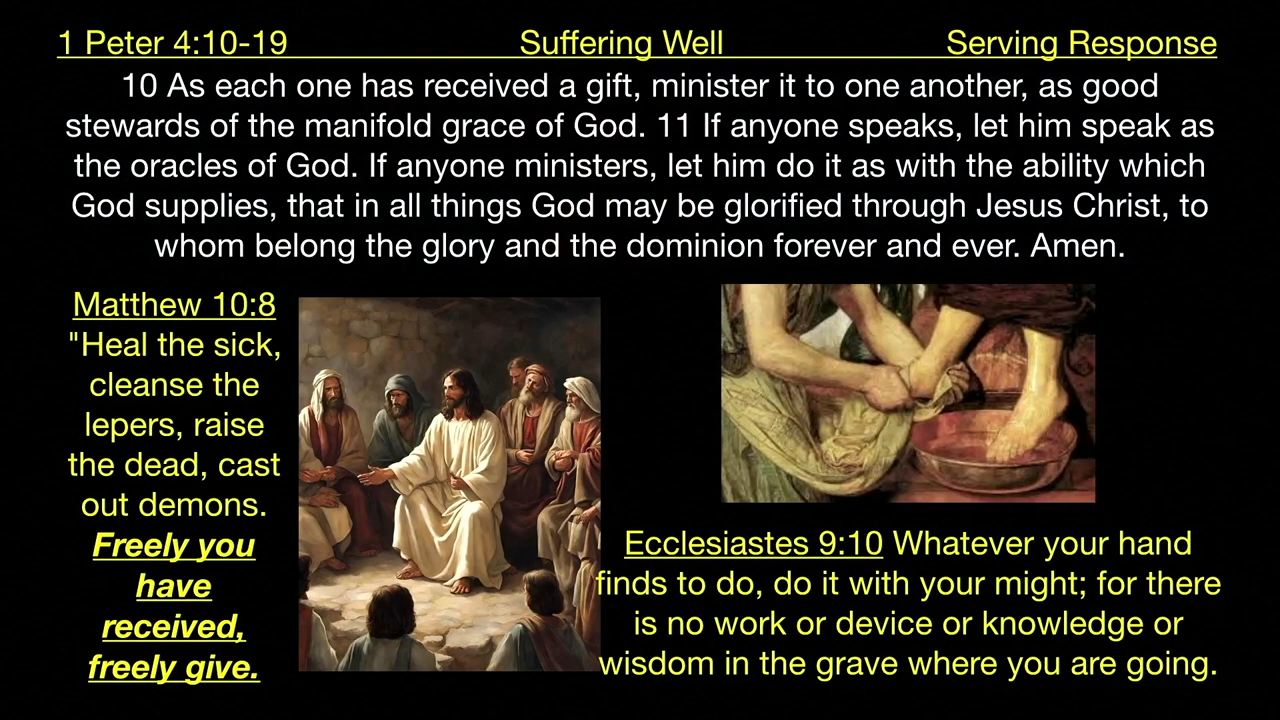 1 Peter 4:10-19 Suffering Well Serving Response
10 As each one has received a gift, minister it to one another, as good
stewards of the manifold grace of God. 11 If anyone speaks, let him speak as
the oracles of God. If anyone ministers, let him do it as with the ability which
God supplies, that in all things God may be glorified through Jesus Christ, to
whom belong the glory and the dominion forever and ever. Amen.
Matthew 10:8
"Heal the sick,
cleanse the
lepers, raise
the dead, cast
out demons.
Freely you
have
received,
freely give.
Ecclesiastes 9:10 Whatever your hand
finds to do, do it with your might; for there
is no work or device or knowledge or
wisdom in the grave where you are going.